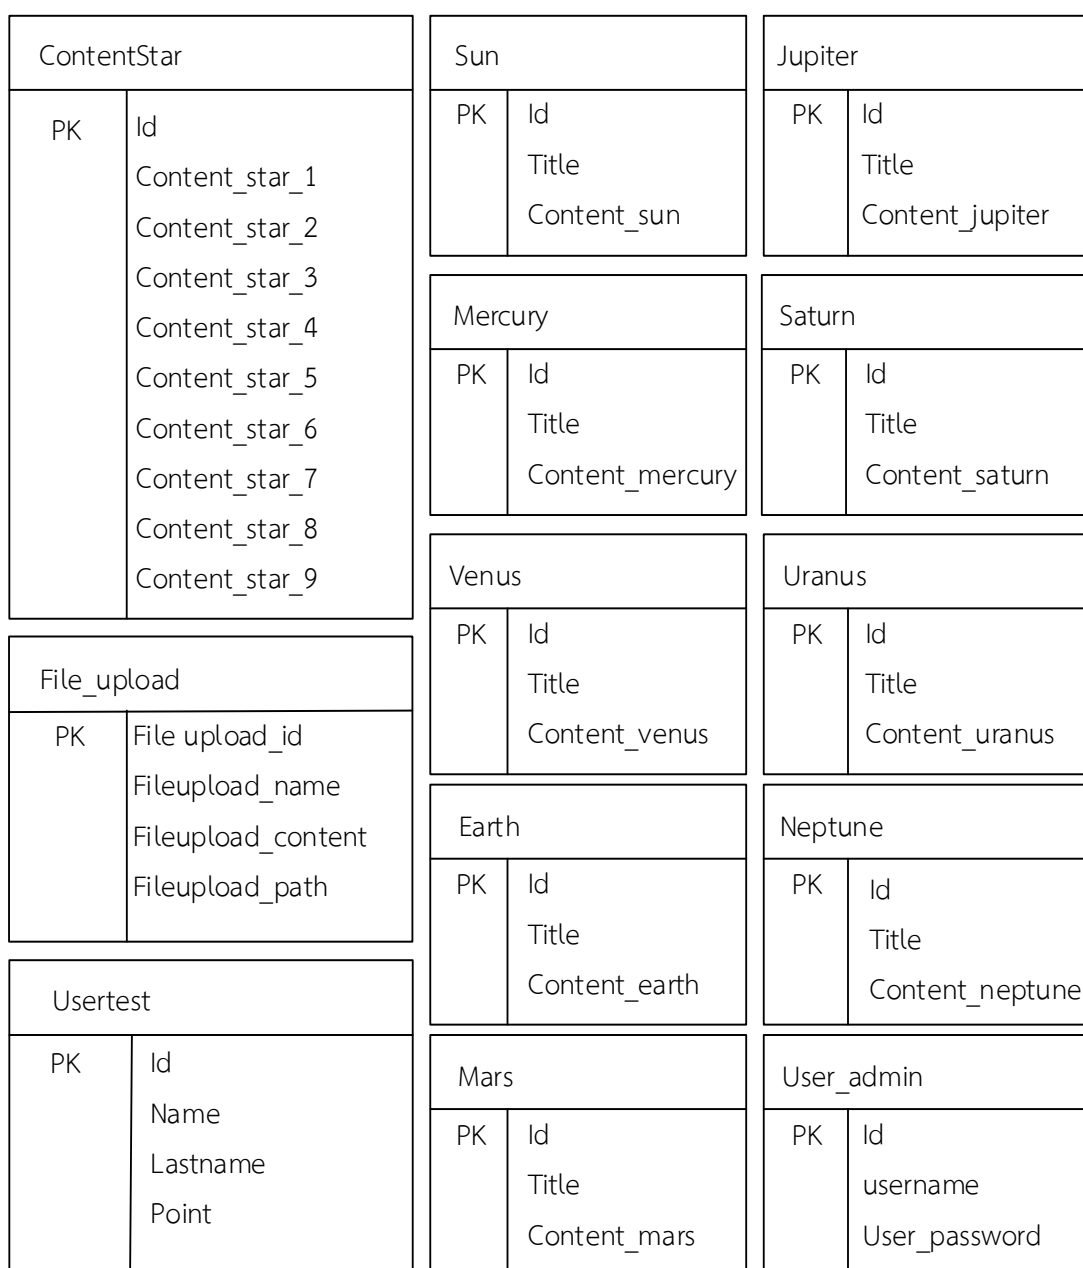 ContentStar
PK Id
Content_star_1
Content_star_2
Content_star_3
Content_star_4
Content_star_5
Content_star_6
Content_star_7
Content_star_8
Content_star_9
File_upload
PK File upload_id
Fileupload_name
Fileupload_content
Fileupload_path
Usertest
PK Id
Name
Lastname
Point
Sun
PK Id
Title
Content_sun
Mercury
PK Id
Title
Content_mercury
Venus
PK Id
Title
Content_venus
Earth
PK Id
Title
Content_earth
Mars
PK Id
Title
Content_mars
Jupiter
PK Id
Title
Content_jupiter
Saturn
PK Id
Title
Content_saturn
Uranus
PK Id
Title
Content_uranus
Neptune
PK Id
Title
Content_neptune
User_admin
PK Id
username
User_password